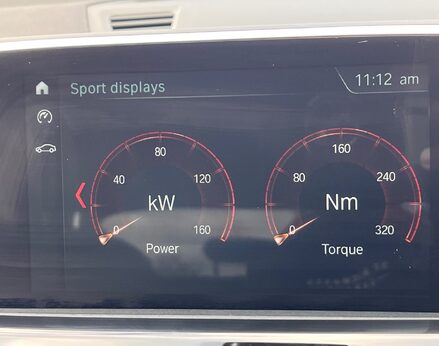 Sport displays
11:12 am
80
40
120
kW
0
160
Power
160
80
240
Nm
0
320
Torque